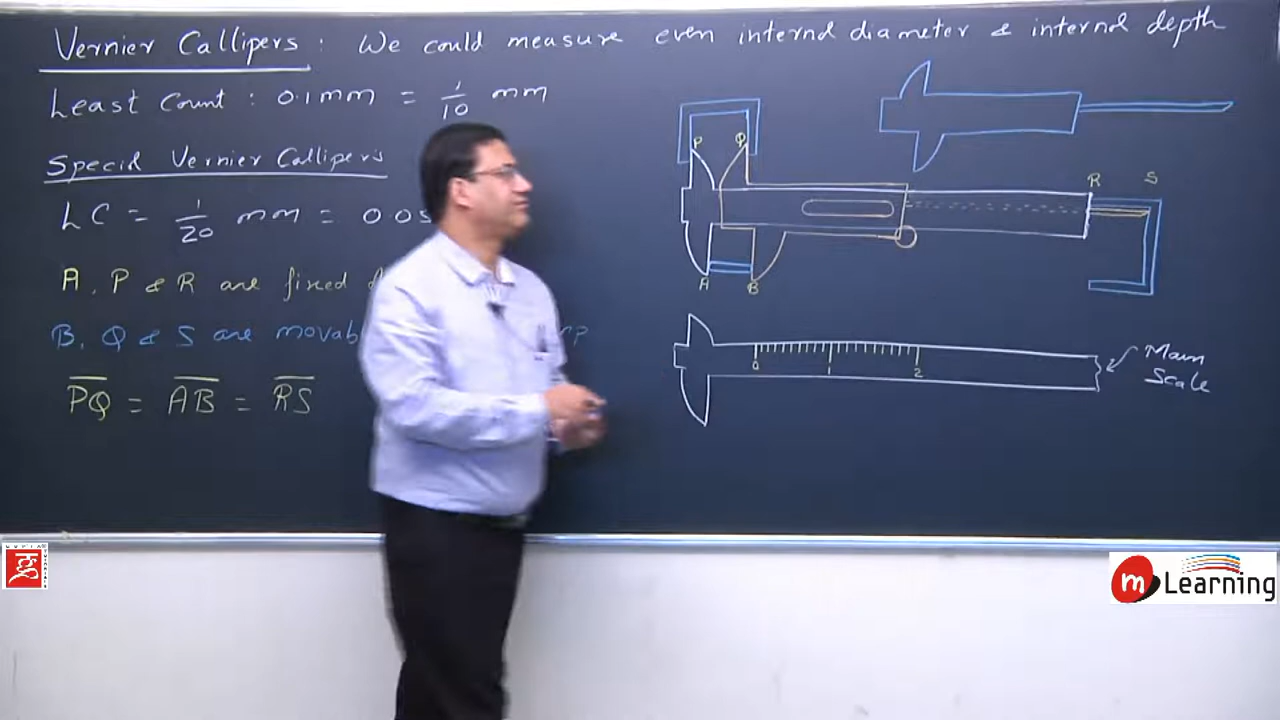 Vernier Callipers : We could measure even internal diameter & internal depth
Least Count : 0.1mm = 1/10 mm
Special Vernier Callipers
LC = 1/20 mm = 0.05
A, P & R are fixed
B, Q & S are movab
PQ = AB = RS
P Q
R S
A B
0 1 2
Main
Scale
m Learning